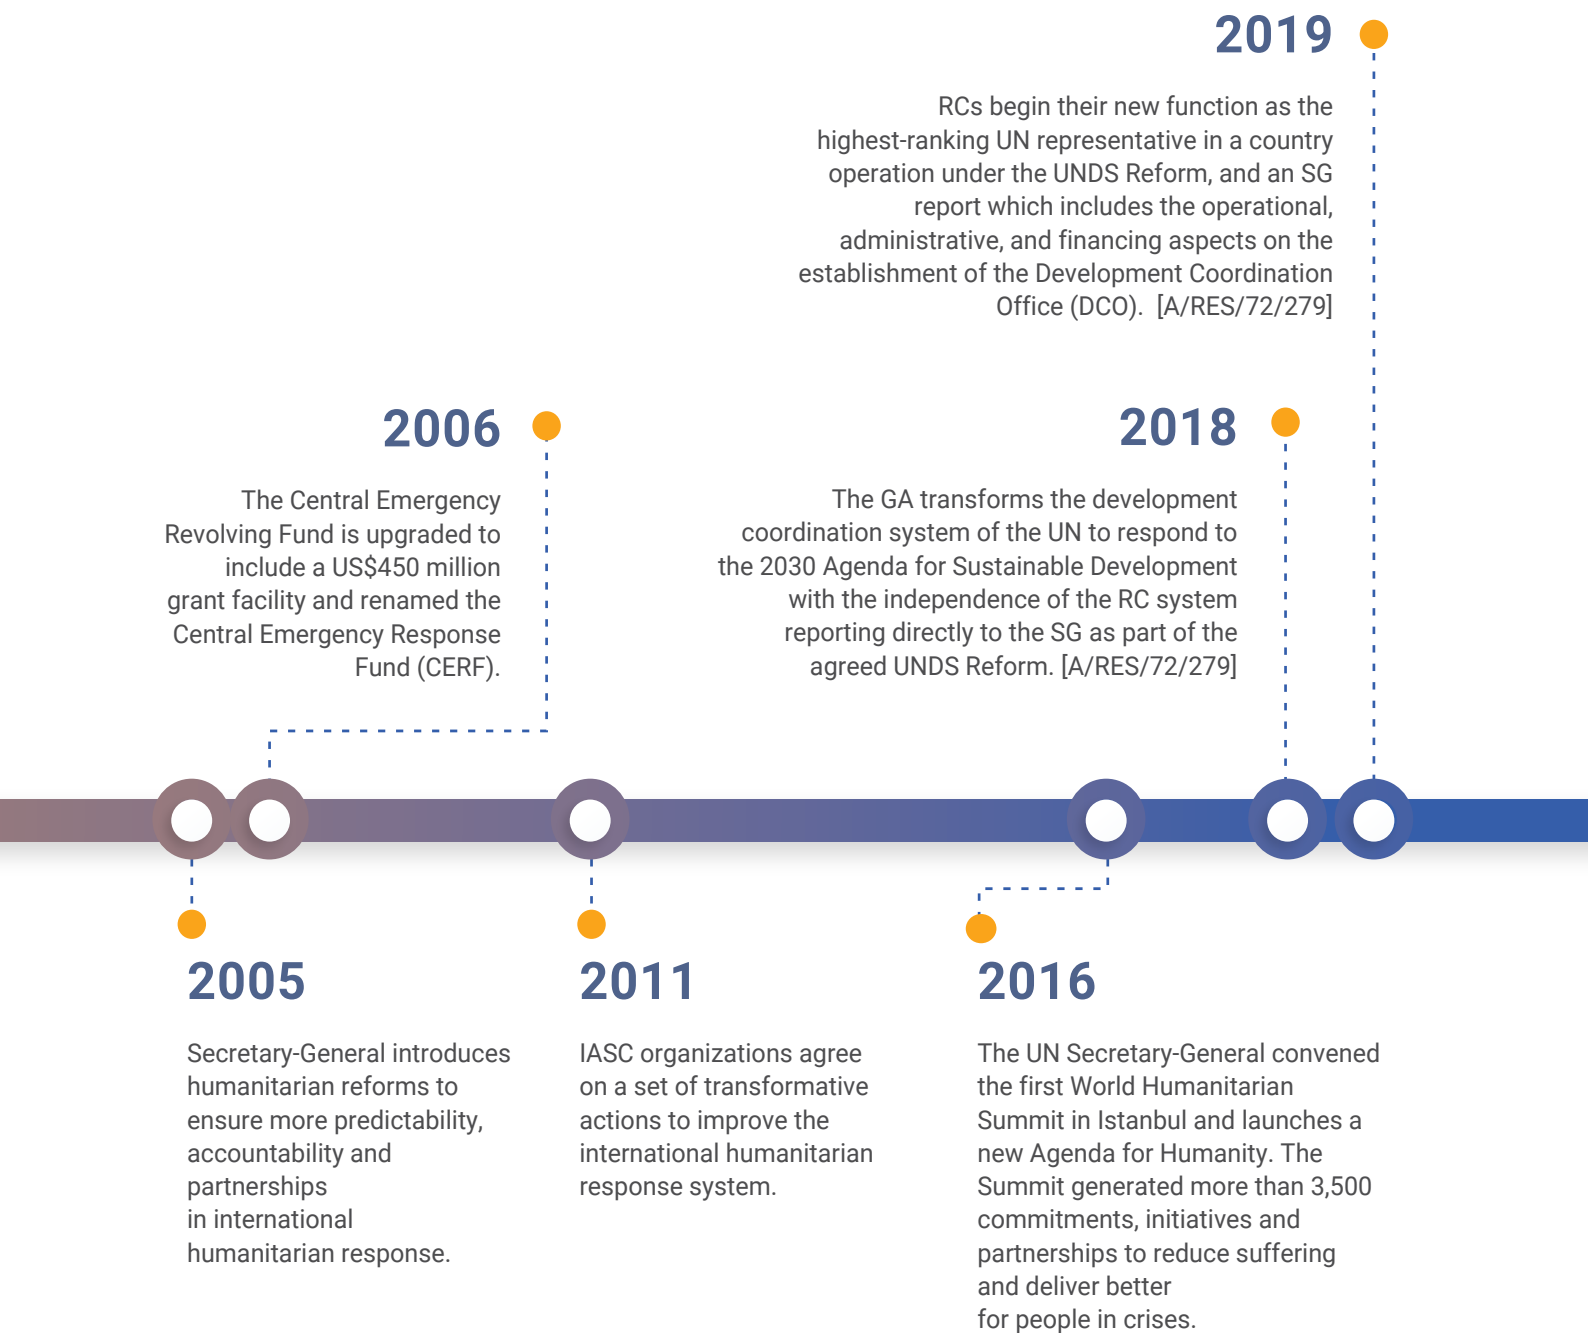 2019
RCs begin their new function as the
highest-ranking UN representative in a country
operation under the UNDS Reform, and an SG
report which includes the operational,
administrative, and financing aspects on the
establishment of the Development Coordination
Office (DCO).  [A/RES/72/279]
2006
The Central Emergency
Revolving Fund is upgraded to
include a US$450 million
grant facility and renamed the
Central Emergency Response
Fund (CERF).
2018
The GA transforms the development
coordination system of the UN to respond to
the 2030 Agenda for Sustainable Development
with the independence of the RC system
reporting directly to the SG as part of the
agreed UNDS Reform. [A/RES/72/279]
2005
Secretary-General introduces
humanitarian reforms to
ensure more predictability,
accountability and
partnerships
in international
humanitarian response.
2011
IASC organizations agree
on a set of transformative
actions to improve the
international humanitarian
response system.
2016
The UN Secretary-General convened
the first World Humanitarian
Summit in Istanbul and launches a
new Agenda for Humanity. The
Summit generated more than 3,500
commitments, initiatives and
partnerships to reduce suffering
and deliver better
for people in crises.